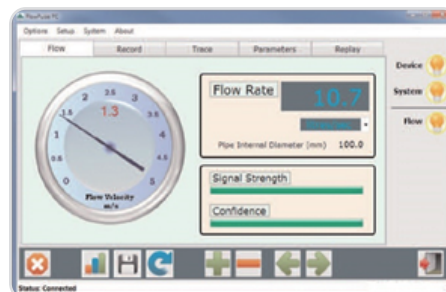 FlowPulse PC
Options Setup System About
Flow Record Trace Parameters Replay
Device
System
Flow
0
0.5
1
1.5
2
2.5
3
3.5
4
4.5
5
1.3
Flow Velocity
m/s
Flow Rate
10.7
Pipe Internal Diameter (mm) 100.0
Signal Strength
Confidence
Status: Connected